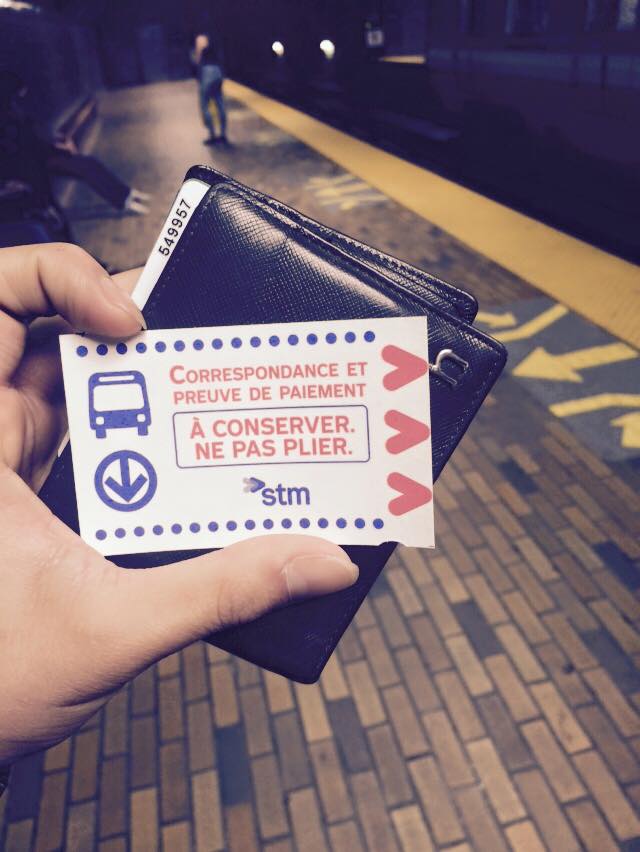 549957
CORRESPONDANCE ET
PREUVE DE PAIEMENT
À CONSERVER.
NE PAS PLIER.
stm